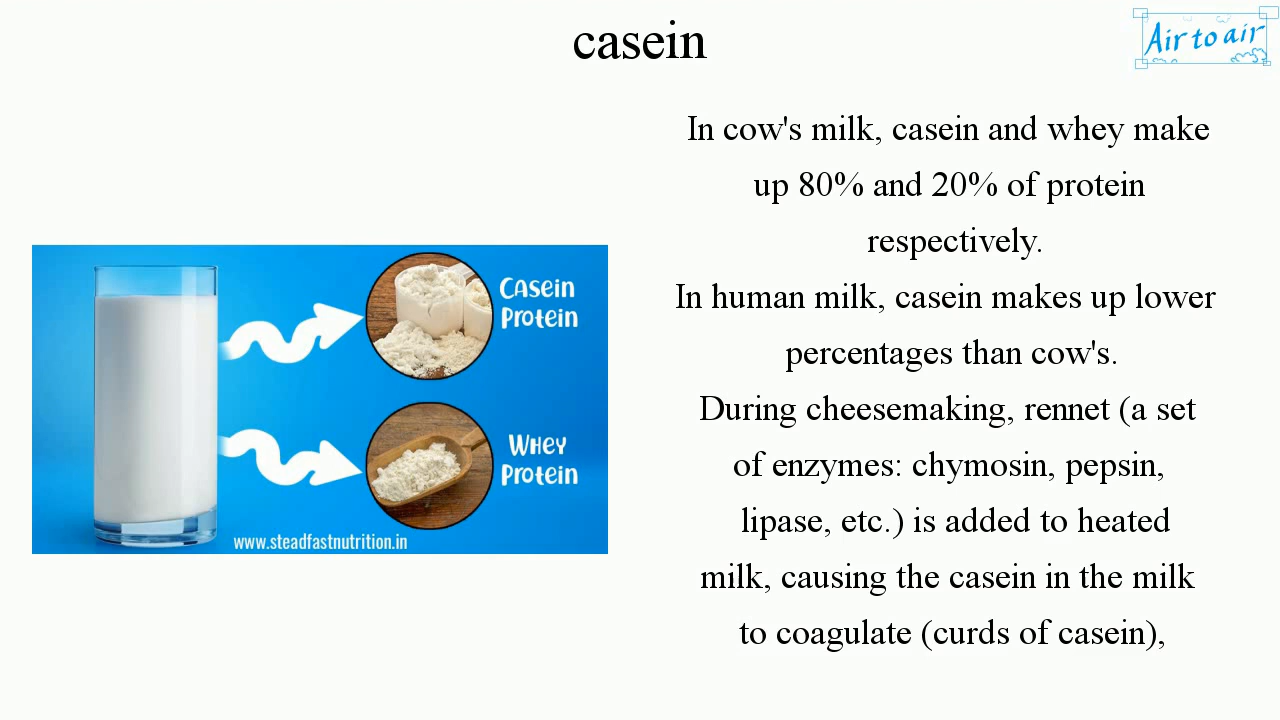 casein
Air to air
In cow's milk, casein and whey make
up 80% and 20% of protein
respectively.
In human milk, casein makes up lower
percentages than cow's.
During cheesemaking, rennet (a set
of enzymes: chymosin, pepsin,
lipase, etc.) is added to heated
milk, causing the casein in the milk
to coagulate (curds of casein),
Casein
Protein
Whey
Protein
www.steadfastnutrition.in